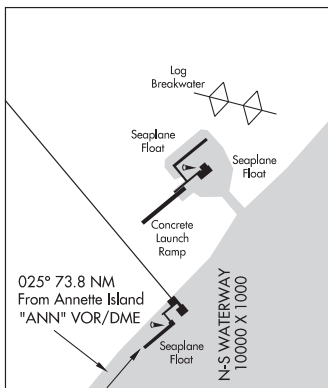 Log
Breakwater
Seaplane
Float
Seaplane
Float
Concrete
Launch
Ramp
025° 73.8 NM
From Annette Island
"ANN" VOR/DME
Seaplane
Float
N-S WATERWAY
10000 X 1000